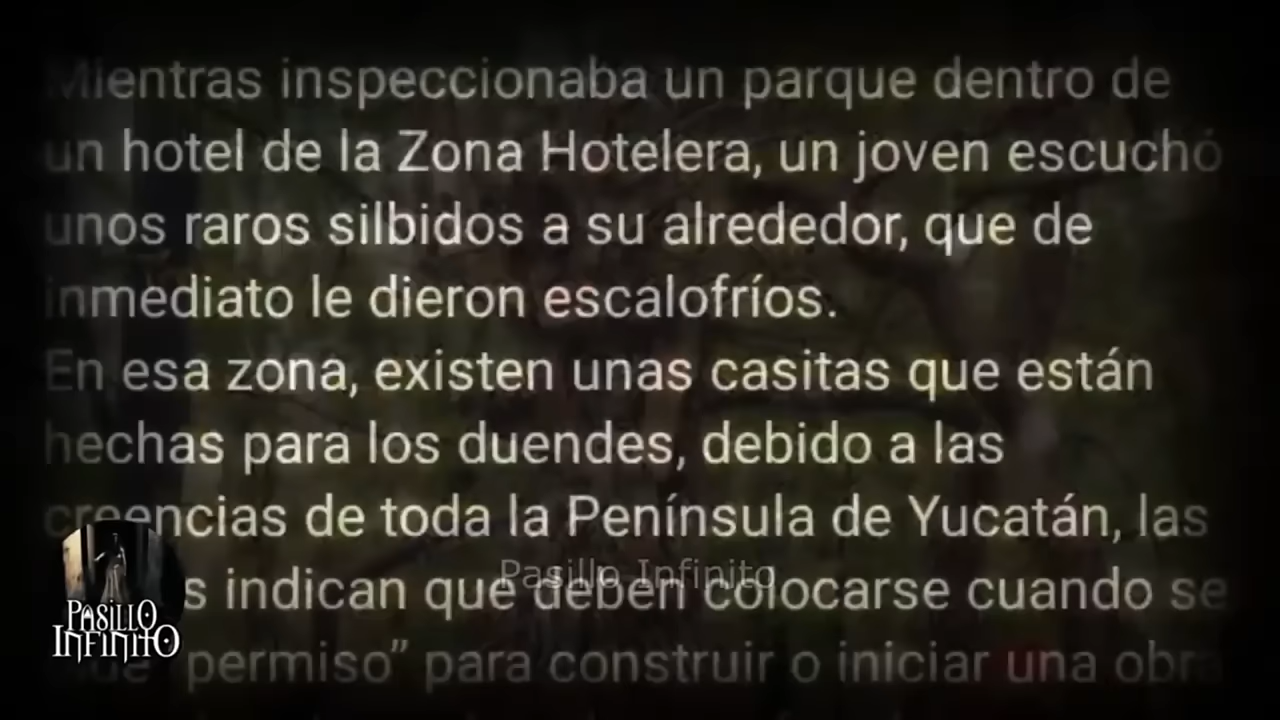 Mientras inspeccionaba un parque dentro de
un hotel de la Zona Hotelera, un joven escuchó
unos raros silbidos a su alrededor, que de
inmediato le dieron escalofríos.
En esa zona, existen unas casitas que están
hechas para los duendes, debido a las
creencias de toda la Península de Yucatán, las
indican que deben colocarse cuando se
"permiso” para construir o iniciar una obra
Pasillo Infinito
PASILLO
INFINITO